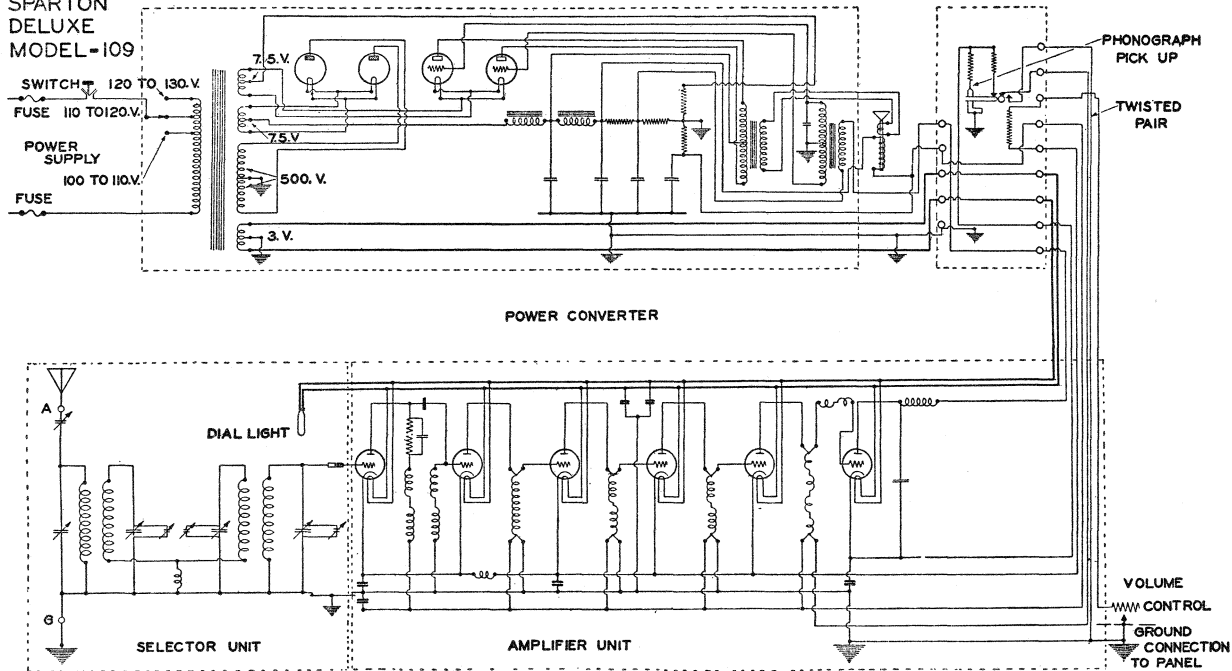 SPARTON
DELUXE
MODEL-109
SWITCH 120 TO 130.V.
FUSE 110 TO 120.V.
POWER
SUPPLY
100 TO 110.V.
FUSE
7.5.V.
7.5.V
500. V.
3. V.
PHONOGRAPH
PICK UP
TWISTED
PAIR
POWER CONVERTER
A
DIAL LIGHT
G
SELECTOR UNIT
AMPLIFIER UNIT
VOLUME
CONTROL
GROUND
CONNECTION
TO PANEL